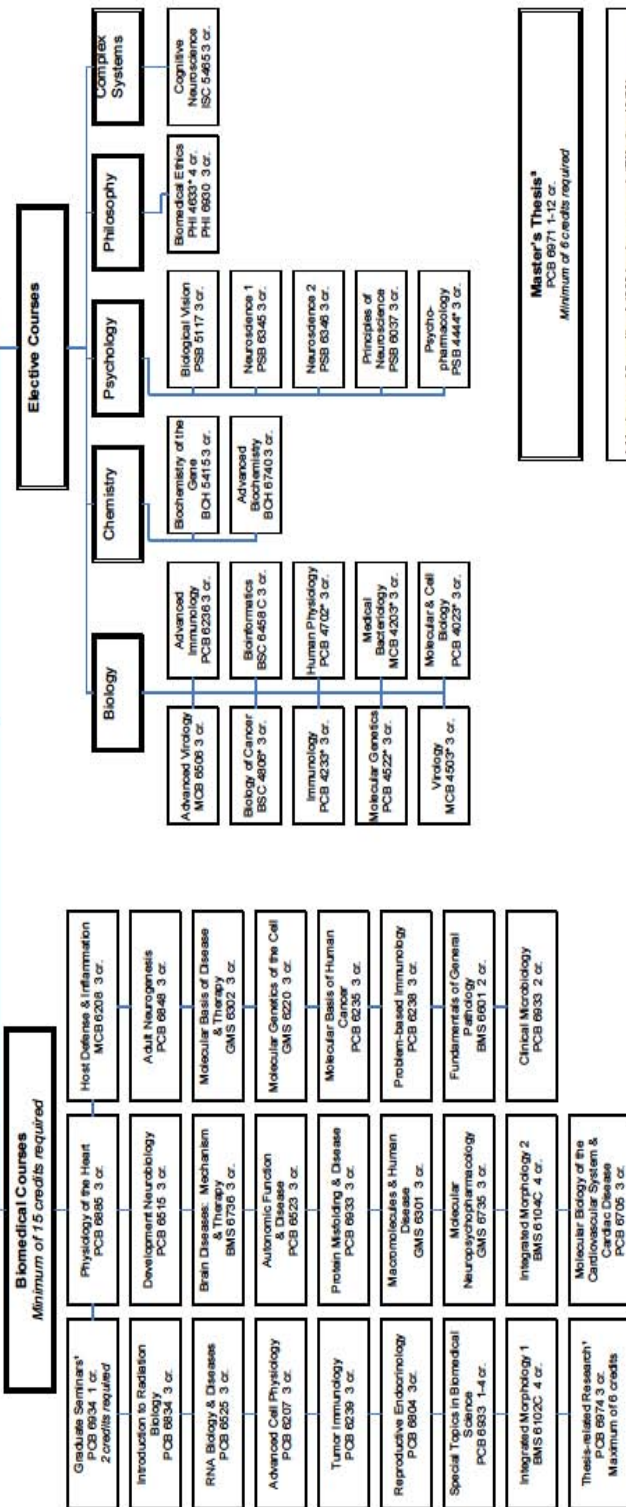 Biomedical Courses
Minimum of 15 credits required
Graduate Seminars¹
PCB 6934 1 cr.
2 credits required
Introduction to Radiation
Biology
PCB 6834 3 cr.
RNA Biology & Diseases
PCB 6525 3 cr.
Advanced Cell Physiology
PCB 6207 3 cr.
Tumor Immunology
PCB 6239 3 cr.
Reproductive Endocrinology
PCB 6804 3cr.
Special Topics in Biomedical
Science
PCB 6933 1-4 cr.
Integrated Morphology 1
BMS 6102C 4 cr.
Thesis-related Research¹
PCB 6974 3 cr.
Maximum of 6 credits
Physiology of the Heart
PCB 6885 3 cr.
Development Neurobiology
PCB 6515 3 cr.
Brain Diseases: Mechanism
& Therapy
BMS 6736 3 cr.
Autonomic Function
& Disease
PCB 6523 3 cr.
Protein Misfolding & Disease
PCB 6933 3 cr.
Macromolecules & Human
Disease
GMS 6301 3 cr.
Molecular
Neuropsychopharmacology
GMS 6735 3 cr.
Integrated Morphology 2
BMS 6104C 4 cr.
Molecular Biology of the
Cardiovascular System &
Cardiac Disease
PCB 6705 3 cr.
Host Defense & Inflammation
MCB 6208 3 cr.
Adult Neurogenesis
PCB 6848 3 cr.
Molecular Basis of Disease
& Therapy
GMS 6302 3 cr.
Molecular Genetics of the Cell
GMS 6220 3 cr.
Molecular Basis of Human
Cancer
PCB 6235 3 cr.
Problem-based Immunology
PCB 6238 3 cr.
Fundamentals of General
Pathology
BMS 6601 2 cr.
Clinical Microbiology
PCB 6933 2 cr.
Elective Courses
Biology
Advanced Virology
MCB 6506 3 cr.
Biology of Cancer
BSC 4806* 3 cr.
Immunology
PCB 4233* 3 cr.
Molecular Genetics
PCB 4522* 3 cr.
Virology
MCB 4503* 3 cr.
Advanced
Immunology
PCB 6236 3 cr.
Bioinformatics
BSC 6458C 3 cr.
Human Physiology
PCB 4702* 3 cr.
Medical
Bacteriology
MCB 4203* 3 cr.
Molecular & Cell
Biology
PCB 4023* 3 cr.
Chemistry
Biochemistry of the
Gene
BCH 5415 3 cr.
Advanced
Biochemistry
BCH 6740 3 cr.
Psychology
Biological Vision
PSB 5117 3 cr.
Neuroscience 1
PSB 6345 3 cr.
Neuroscience 2
PSB 6346 3 cr.
Principles of
Neuroscience
PSB 6037 3 cr.
Psycho-
pharmacology
PSB 4444* 3 cr.
Philosophy
Biomedical Ethics
PHI 4633* 4 cr.
PHI 6930 3 cr.
Complex
Systems
Cognitive
Neuroscience
ISC 5465 3 cr.
Master's Thesis³
PCB 6971 1-12 cr.
Minimum of 6 credits required